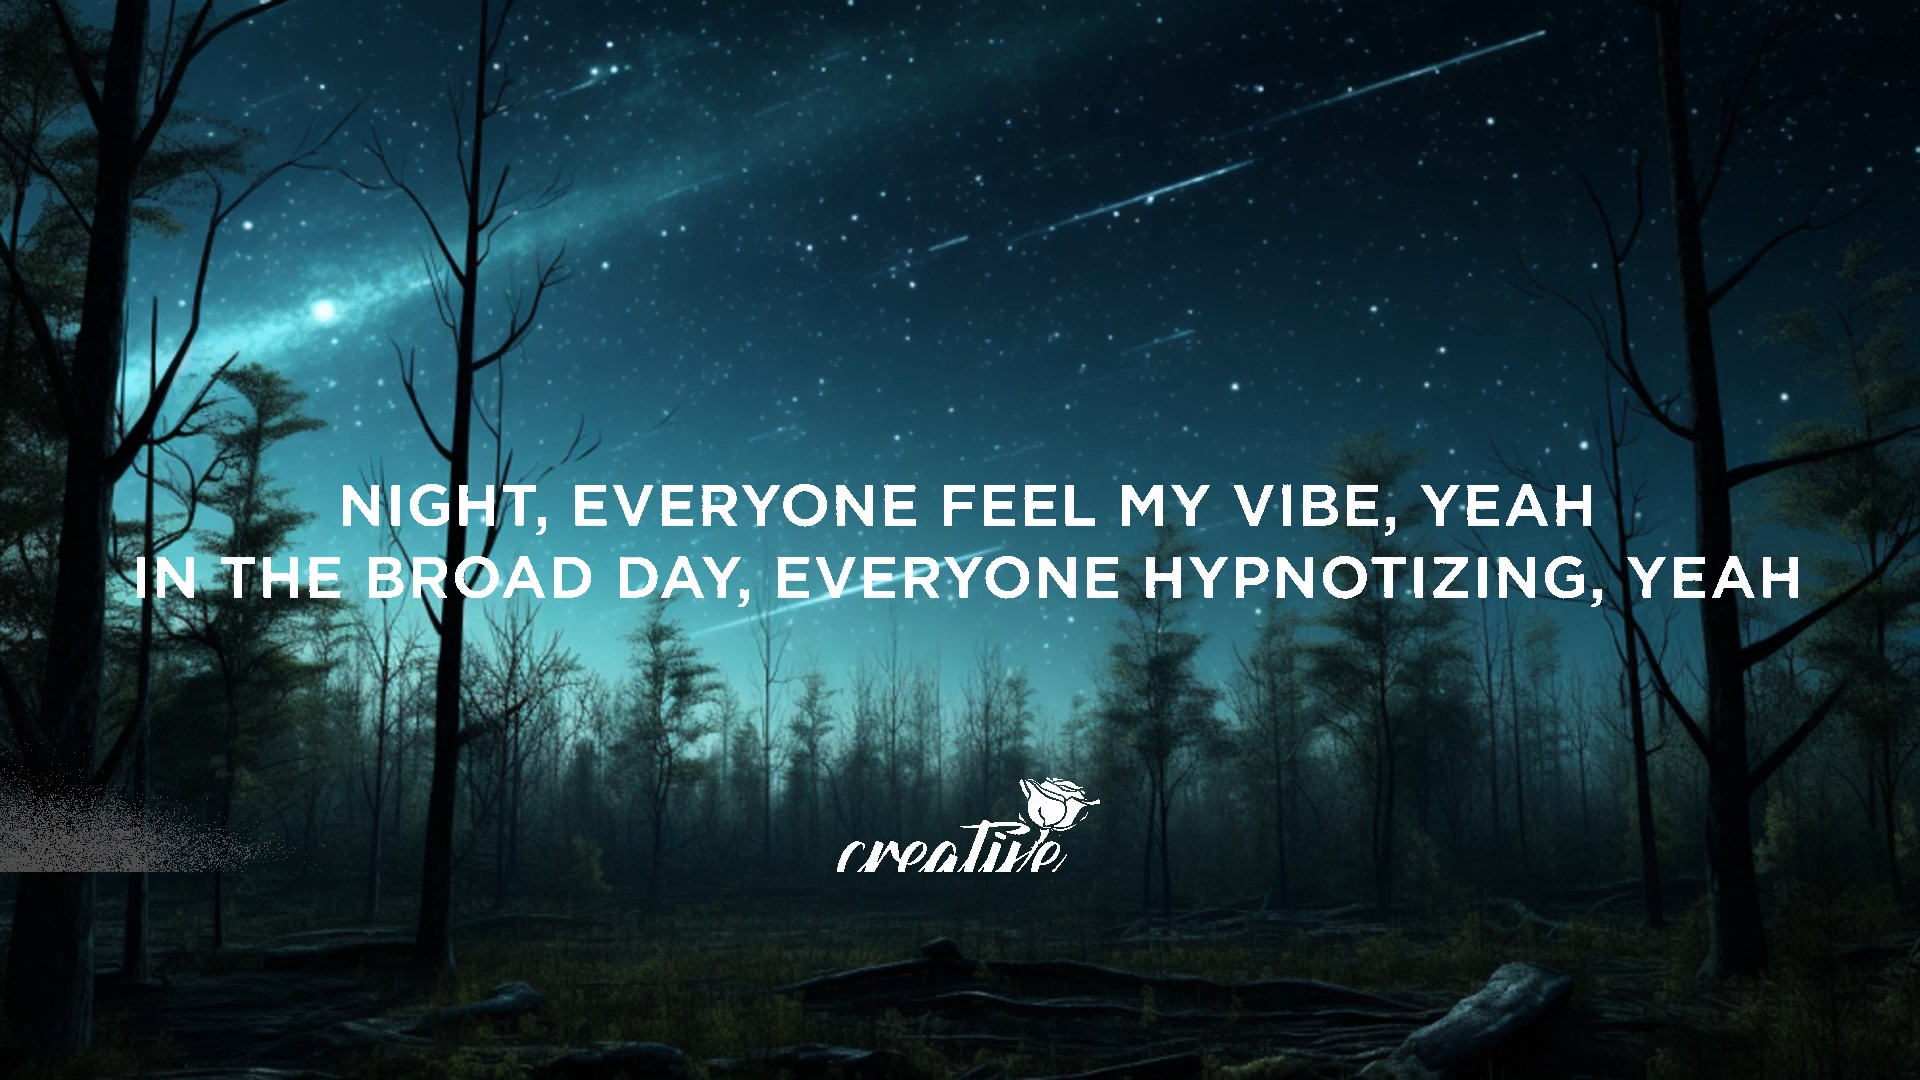 NIGHT, EVERYONE FEEL MY VIBE, YEAH
IN THE BROAD DAY, EVERYONE HYPNOTIZING, YEAH
creative